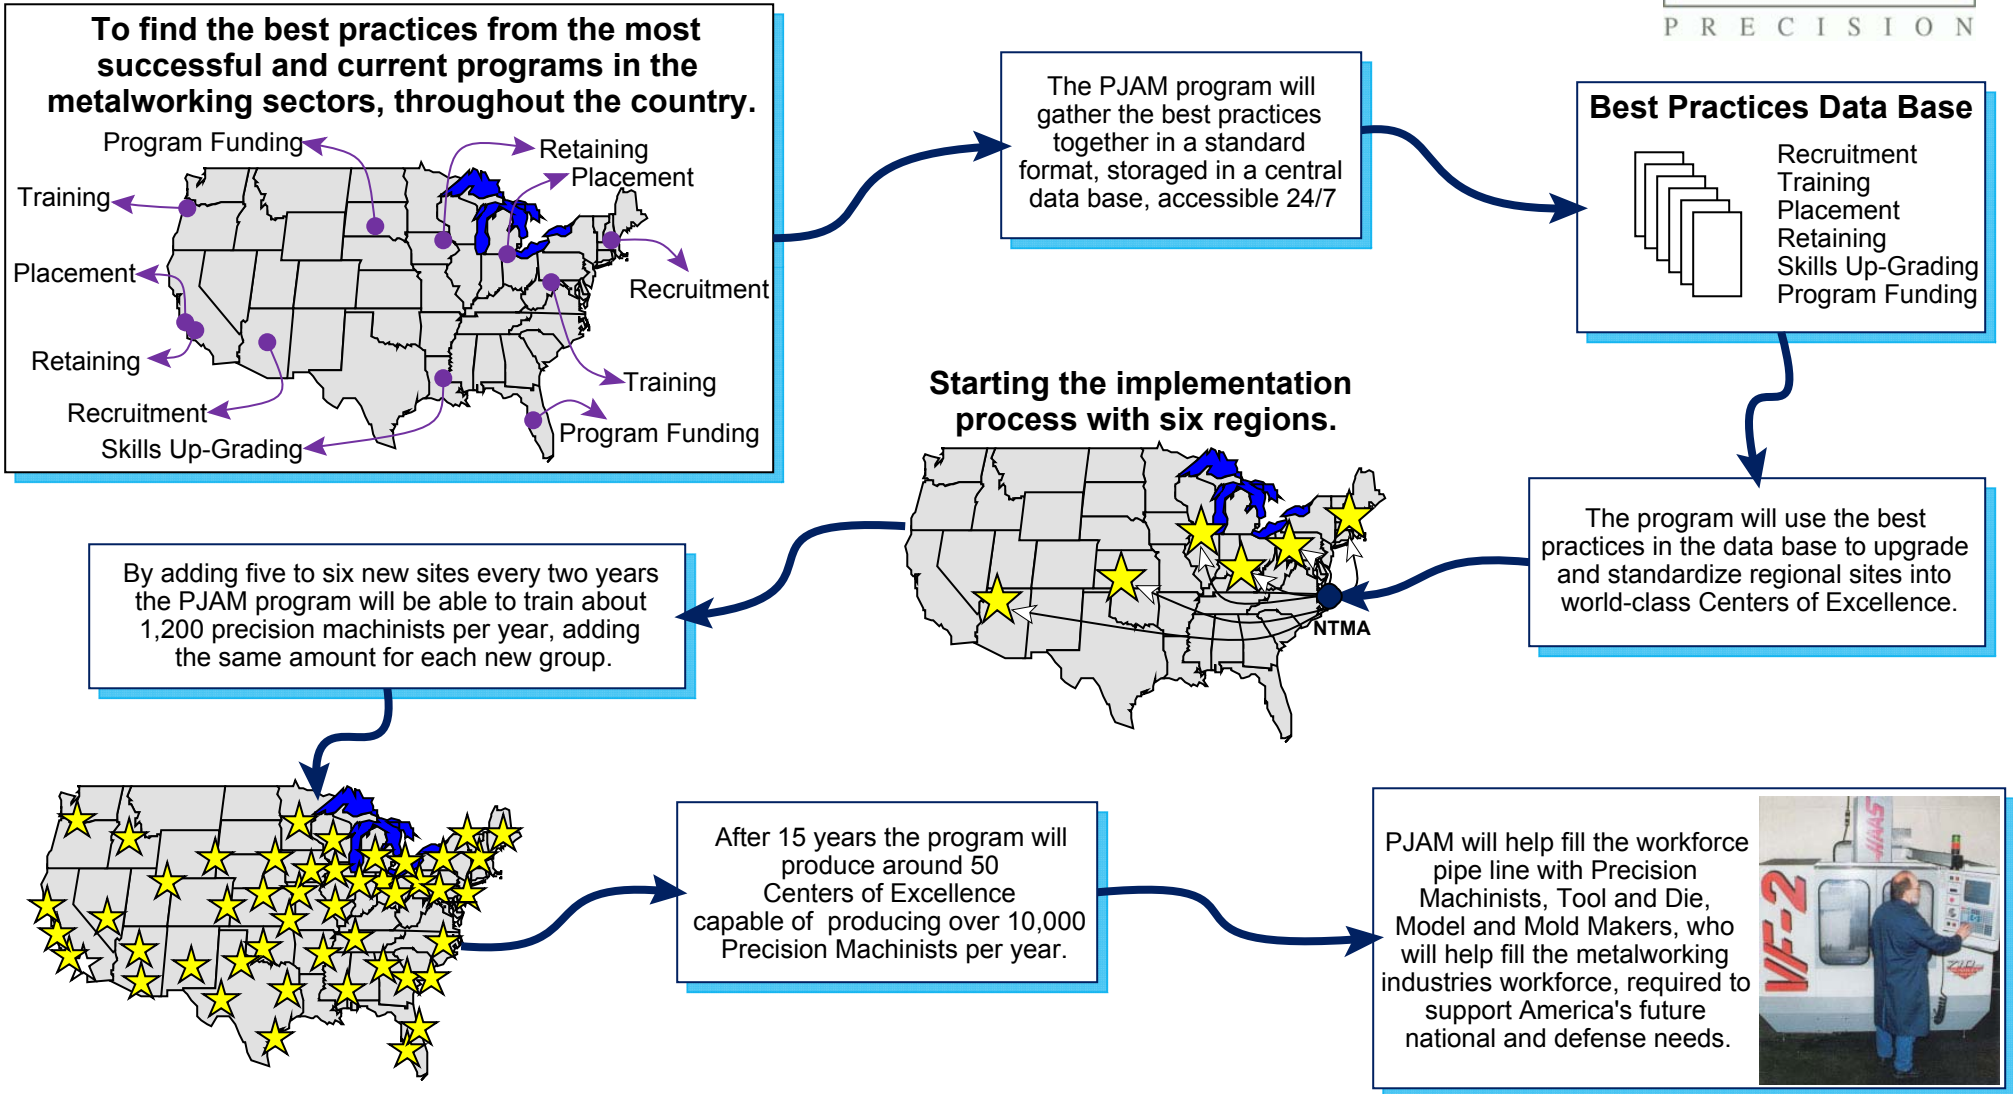 PRECISION
To find the best practices from the most
successful and current programs in the
metalworking sectors, throughout the country.
Program Funding
Retaining
Placement
Training
Placement
Recruitment
Retaining
Training
Recruitment
Program Funding
Skills Up-Grading
The PJAM program will
gather the best practices
together in a standard
format, storaged in a central
data base, accessible 24/7
Best Practices Data Base
Recruitment
Training
Placement
Retaining
Skills Up-Grading
Program Funding
The program will use the best
practices in the data base to upgrade
and standardize regional sites into
world-class Centers of Excellence.
Starting the implementation
process with six regions.
NTMA
By adding five to six new sites every two years
the PJAM program will be able to train about
1,200 precision machinists per year, adding
the same amount for each new group.
After 15 years the program will
produce around 50
Centers of Excellence
capable of  producing over 10,000
Precision Machinists per year.
PJAM will help fill the workforce
pipe line with Precision
Machinists, Tool and Die,
Model and Mold Makers, who
will help fill the metalworking
industries workforce, required to
support America's future
national and defense needs.
HAAS
VF-2